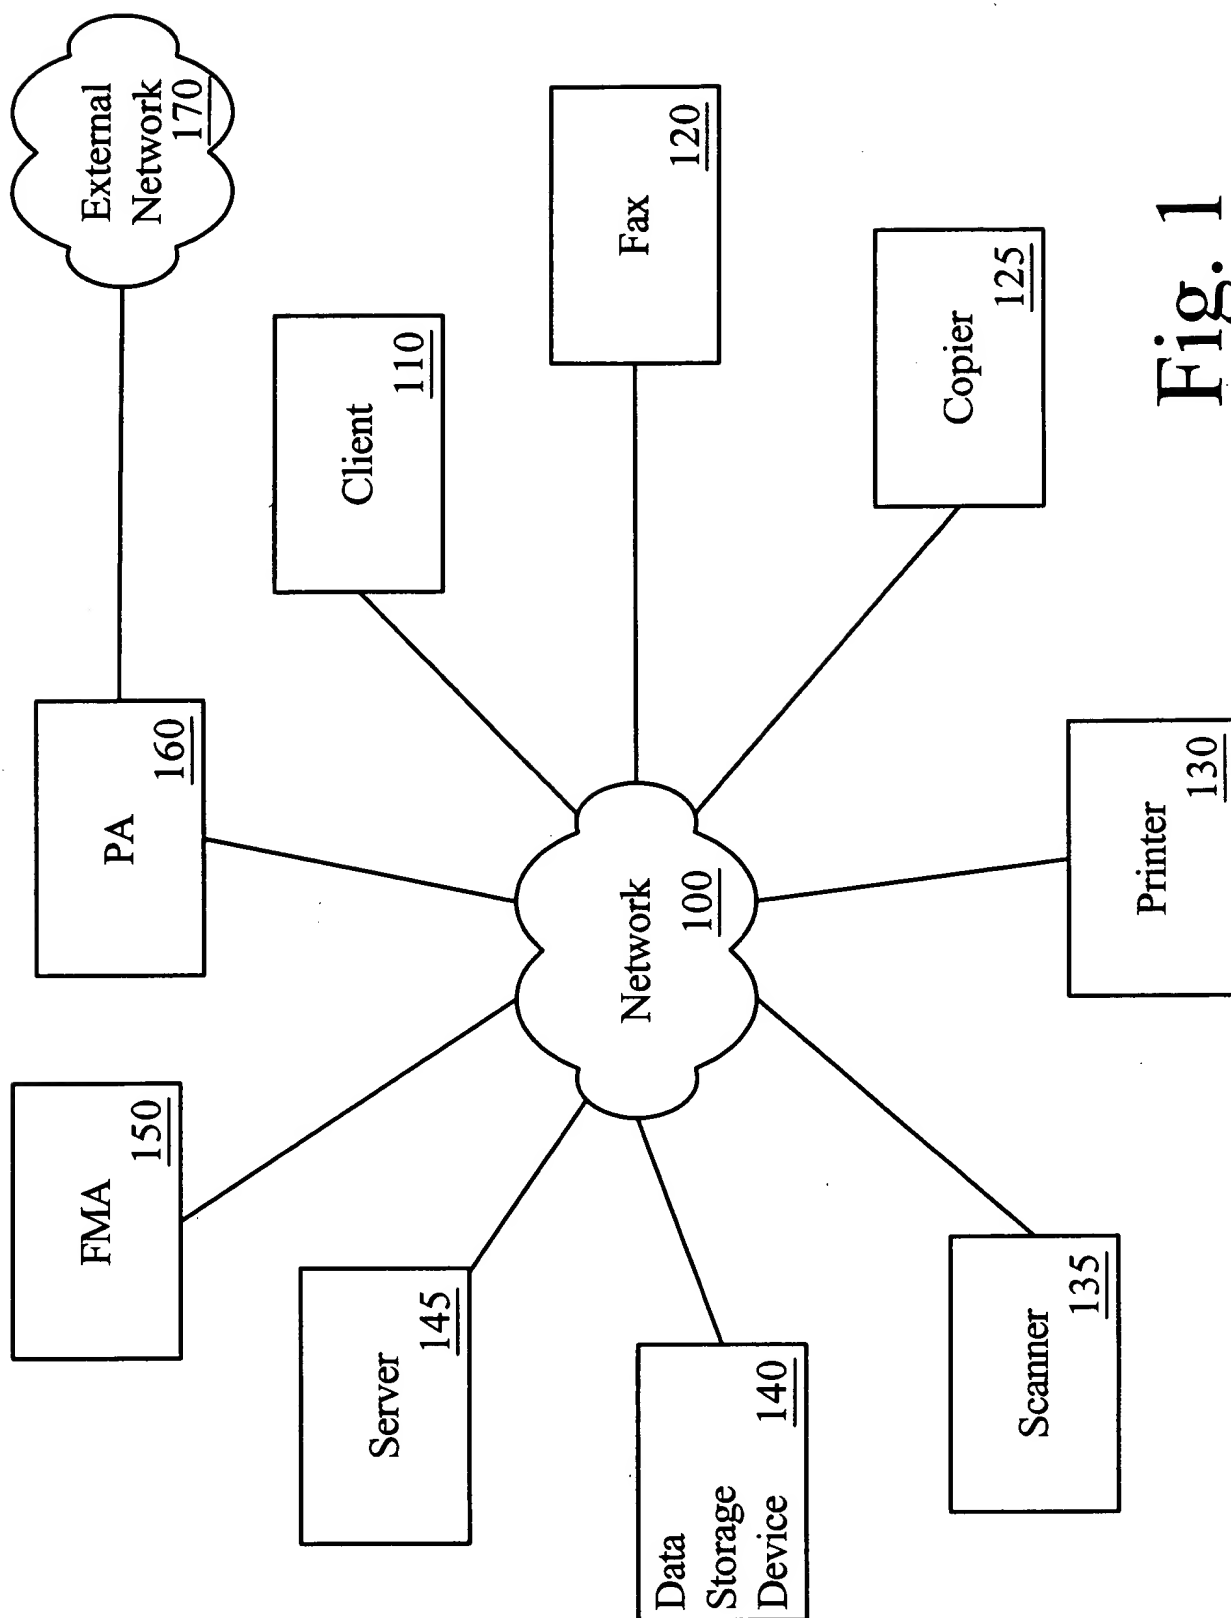 FMA
150
PA
160
External
Network
170
Server
145
Client
110
Network
100
Data
Storage
Device 140
Fax
120
Scanner
135
Printer
130
Copier
125
Fig. 1